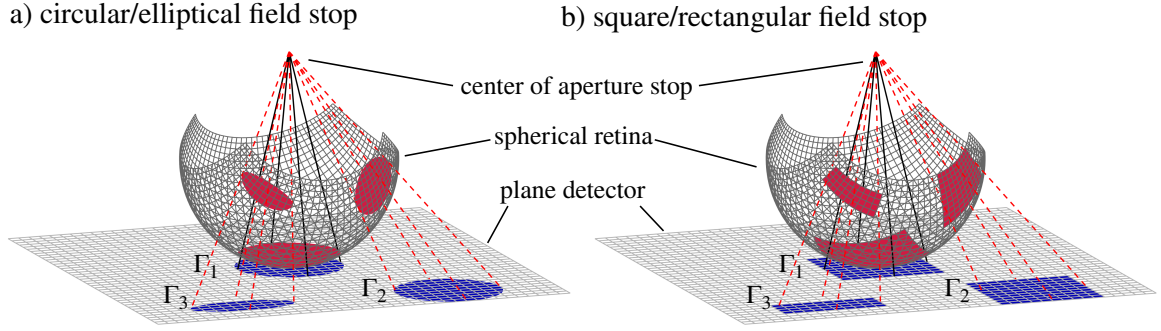 a) circular/elliptical field stop
b) square/rectangular field stop
center of aperture stop
spherical retina
plane detector
Γ1
Γ2
Γ3
Γ1
Γ2
Γ3